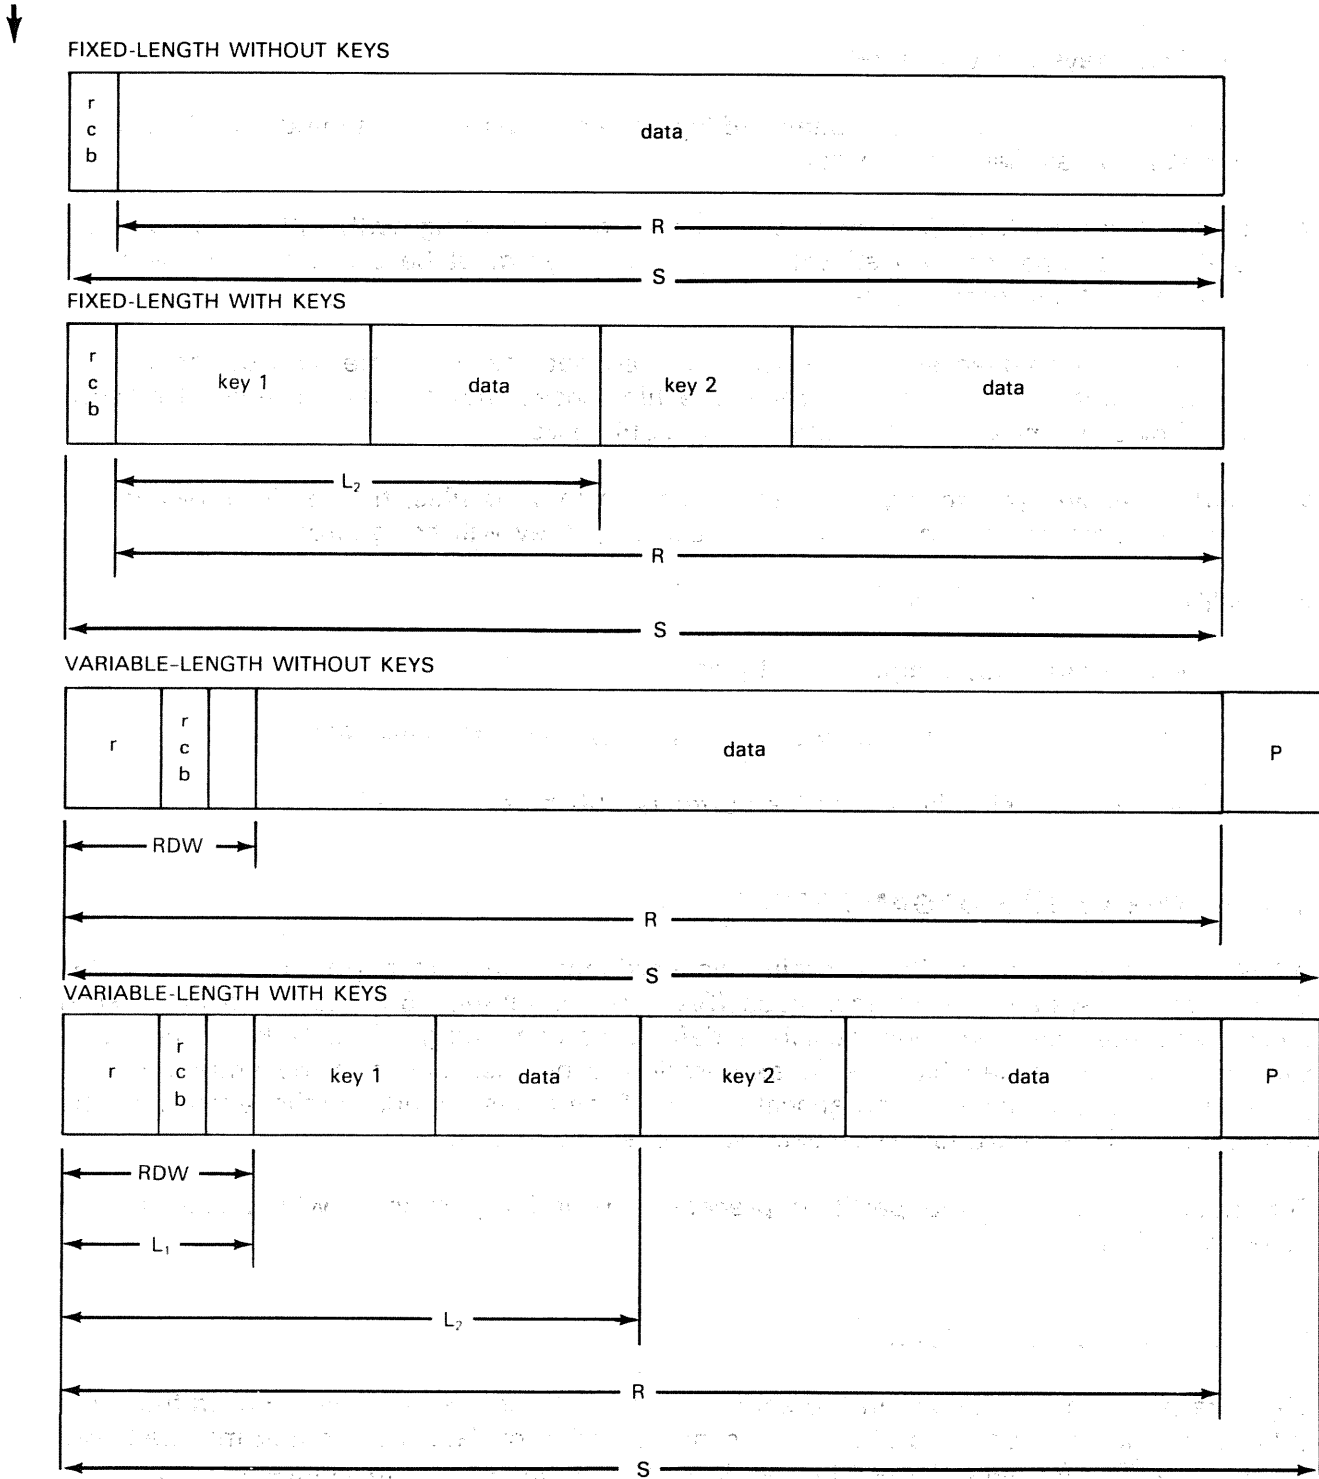 FIXED-LENGTH WITHOUT KEYS
r
c
b
data
R
S
FIXED-LENGTH WITH KEYS
r
c
b
key 1
data
key 2
data
L₂
R
S
VARIABLE-LENGTH WITHOUT KEYS
r
r
c
b
data
P
RDW
R
S
VARIABLE-LENGTH WITH KEYS
r
r
c
b
key 1
data
key 2
data
P
RDW
L₁
L₂
R
S